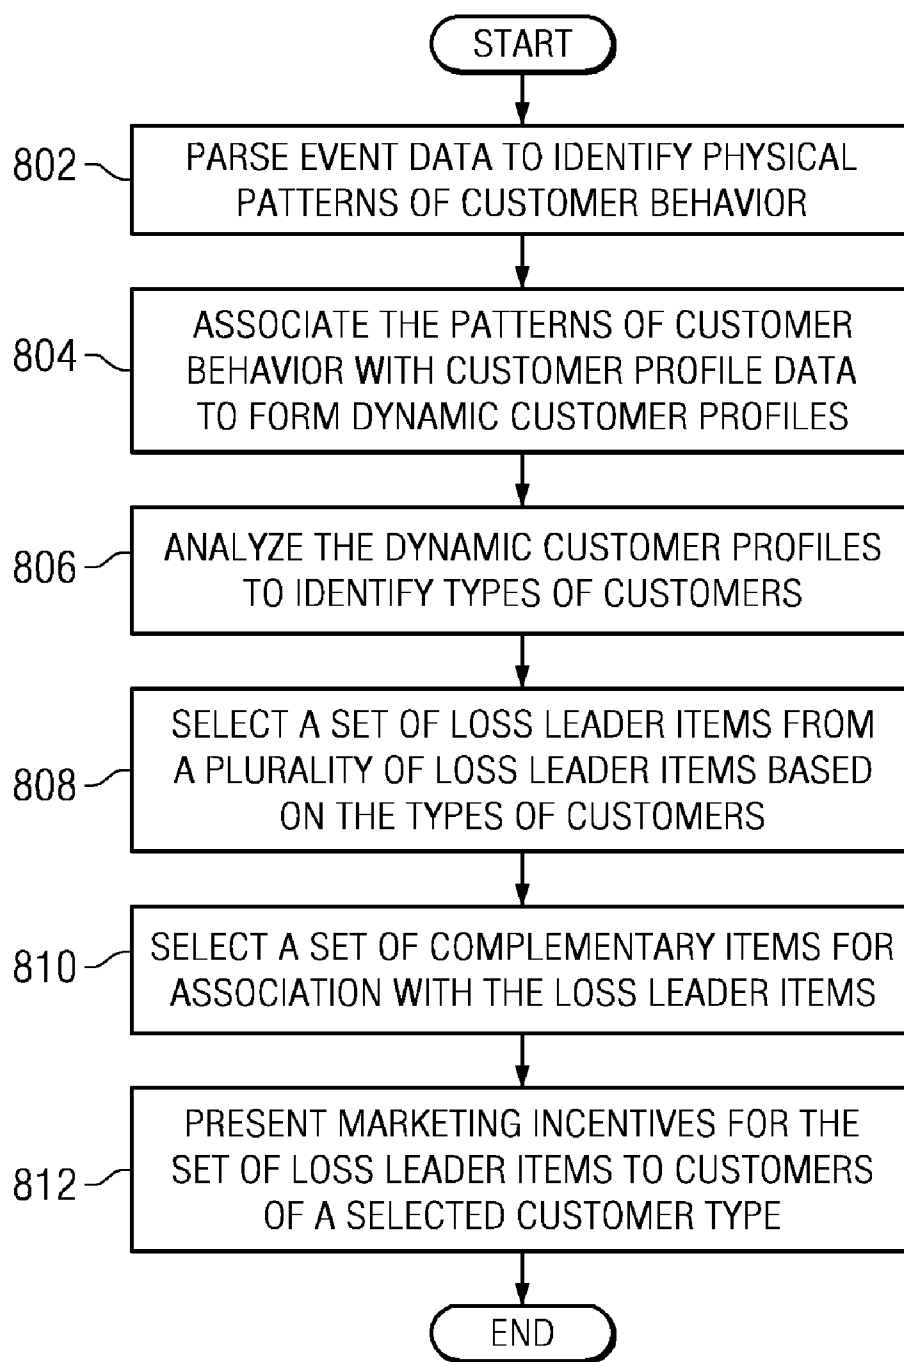 START
802
PARSE EVENT DATA TO IDENTIFY PHYSICAL
PATTERNS OF CUSTOMER BEHAVIOR
804
ASSOCIATE THE PATTERNS OF CUSTOMER
BEHAVIOR WITH CUSTOMER PROFILE DATA
TO FORM DYNAMIC CUSTOMER PROFILES
806
ANALYZE THE DYNAMIC CUSTOMER PROFILES
TO IDENTIFY TYPES OF CUSTOMERS
808
SELECT A SET OF LOSS LEADER ITEMS FROM
A PLURALITY OF LOSS LEADER ITEMS BASED
ON THE TYPES OF CUSTOMERS
810
SELECT A SET OF COMPLEMENTARY ITEMS FOR
ASSOCIATION WITH THE LOSS LEADER ITEMS
812
PRESENT MARKETING INCENTIVES FOR THE
SET OF LOSS LEADER ITEMS TO CUSTOMERS
OF A SELECTED CUSTOMER TYPE
END